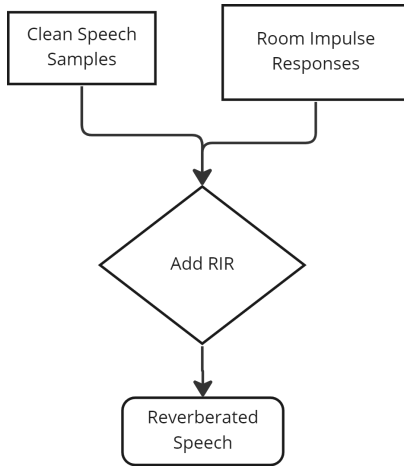 Clean Speech
Samples
Room Impulse
Responses
Add RIR
Reverberated
Speech